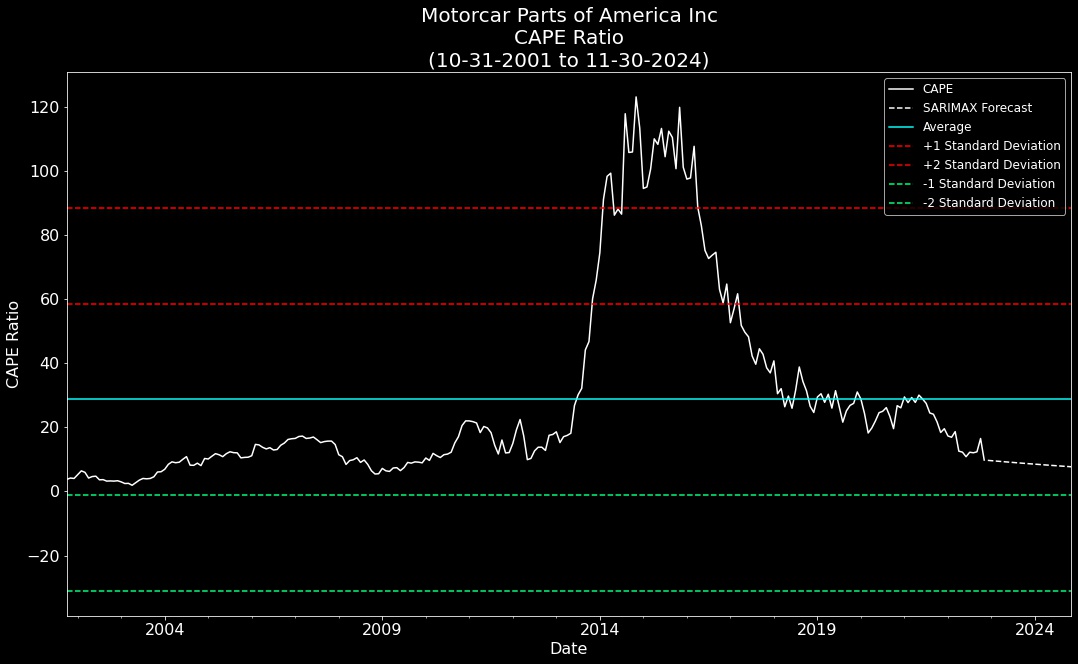 Motorcar Parts of America Inc
CAPE Ratio
(10-31-2001 to 11-30-2024)
CAPE
SARIMAX Forecast
Average
+1 Standard Deviation
+2 Standard Deviation
-1 Standard Deviation
-2 Standard Deviation
120
100
80
60
40
20
0
−20
CAPE Ratio
2004
2009
2014
2019
2024
Date